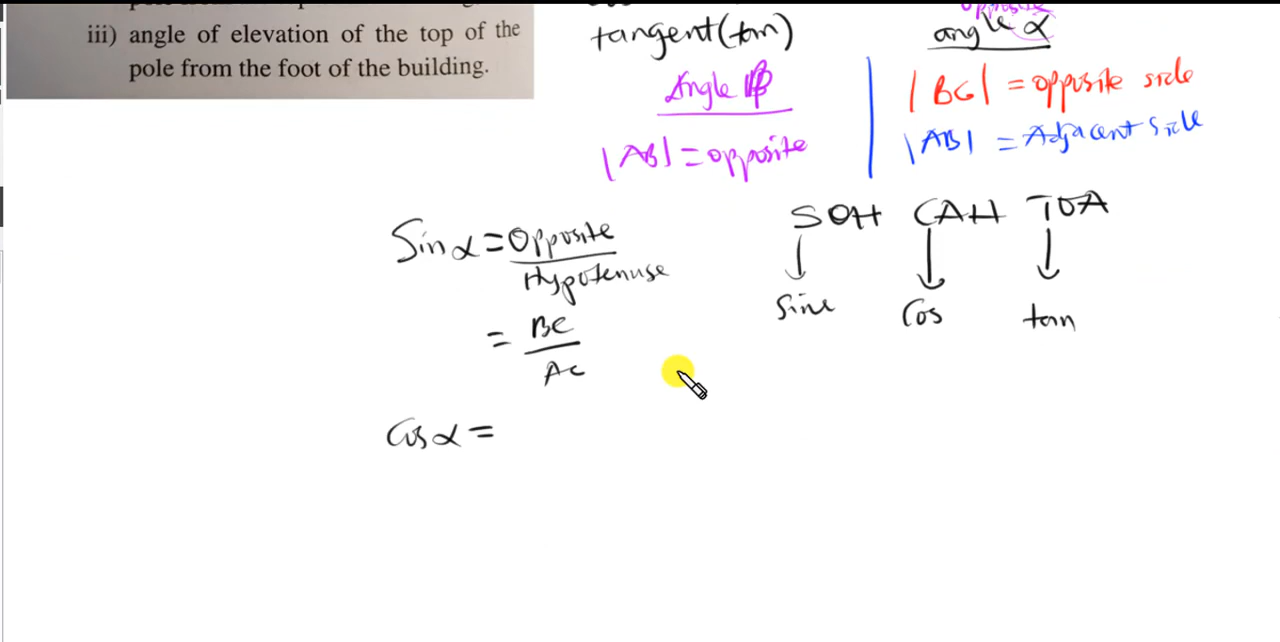 iii) angle of elevation of the top of the
pole from the foot of the building.
tangent(tan)
Angle β
|AB| = opposite
opposite
angle α
|BC| = opposite side
|AB| = Adjacent side
SOH CAH TOA
Sine Cos tan
Sin α = Opposite
Hypotenuse
= BC
AC
Cos α =